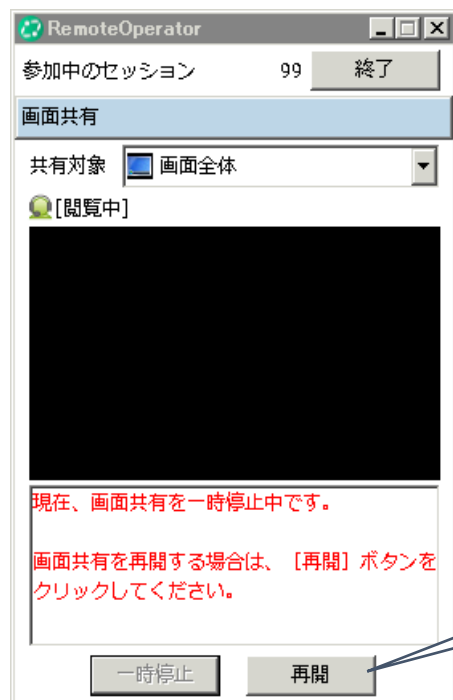 RemoteOperator
参加中のセッション 99 終了
画面共有
共有対象 画面全体
[閲覧中]
現在、画面共有を一時停止中です。
画面共有を再開する場合は、［再開］ボタンを
クリックしてください。
一時停止 再開